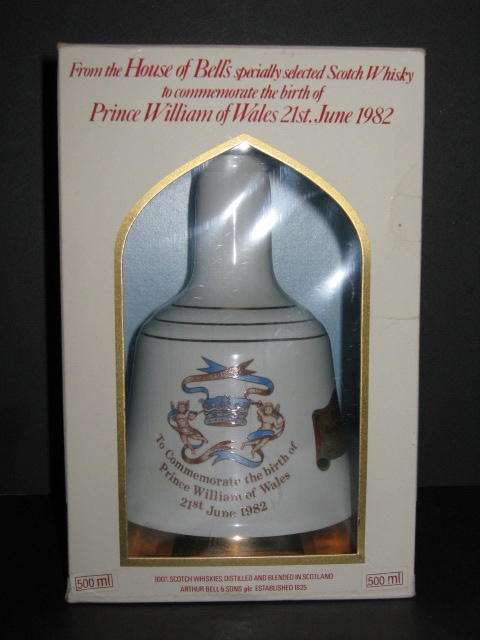 From the House of Bell's specially selected Scotch Whisky
to commemorate the birth of
Prince William of Wales 21st. June 1982
To Commemorate the birth of
Prince William of Wales
21st June 1982
500 ml
100% SCOTCH WHISKIES, DISTILLED AND BLENDED IN SCOTLAND
ARTHUR BELL & SONS plc ESTABLISHED 1825
500 ml